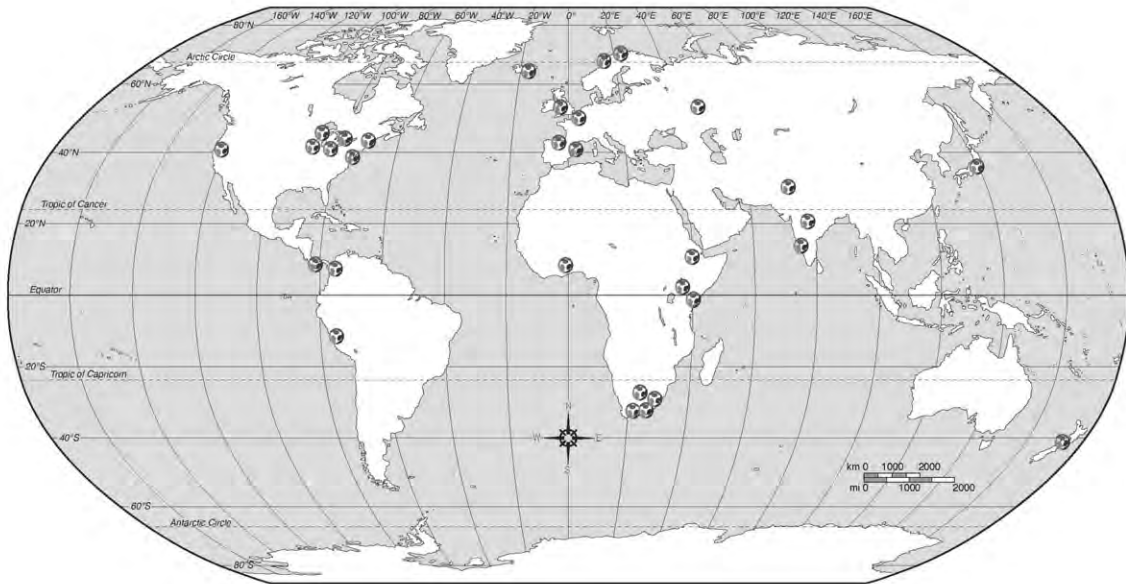 160°W 140°W 120°W 100°W 80°W 60°W 40°W 20°W 0° 20°E 40°E 60°E 80°E 100°E 120°E 140°E 160°E
80°N
Arctic Circle
60°N
40°N
Tropic of Cancer
20°N
Equator
20°S
Tropic of Capricorn
N
W E
S
40°S
km 0 1000 2000
mi 0 1000 2000
60°S
Antarctic Circle
80°S